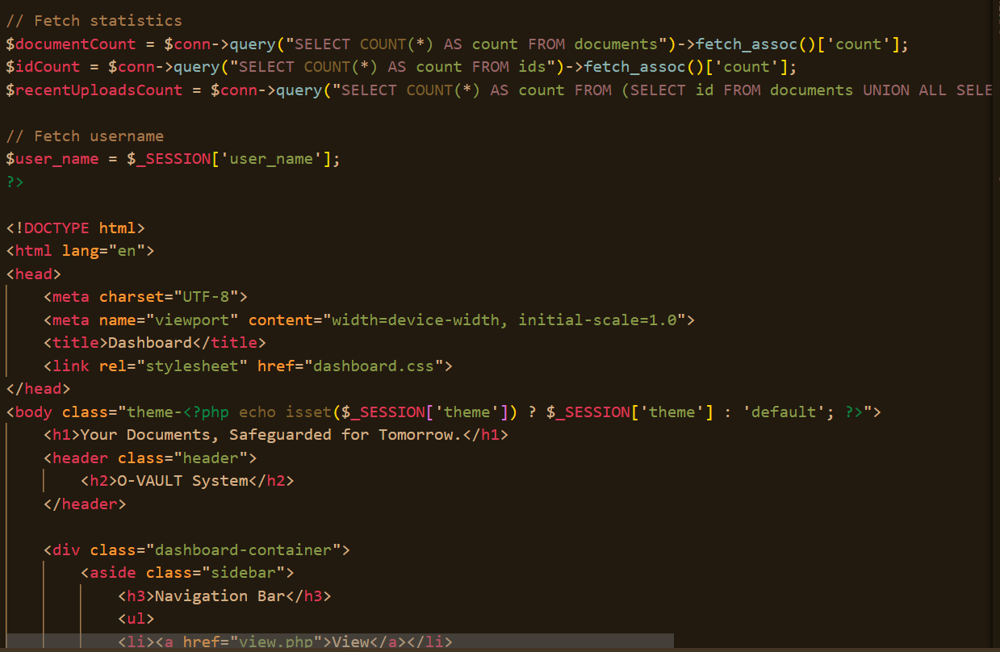 // Fetch statistics
$documentCount = $conn->query("SELECT COUNT(*) AS count FROM documents")->fetch_assoc()['count'];
$idCount = $conn->query("SELECT COUNT(*) AS count FROM ids")->fetch_assoc()['count'];
$recentUploadsCount = $conn->query("SELECT COUNT(*) AS count FROM (SELECT id FROM documents UNION ALL SELE
// Fetch username
$user_name = $_SESSION['user_name'];
?>
<!DOCTYPE html>
<html lang="en">
<head>
    <meta charset="UTF-8">
    <meta name="viewport" content="width=device-width, initial-scale=1.0">
    <title>Dashboard</title>
    <link rel="stylesheet" href="dashboard.css">
</head>
<body class="theme-<?php echo isset($_SESSION['theme']) ? $_SESSION['theme'] : 'default'; ?>">
    <h1>Your Documents, Safeguarded for Tomorrow.</h1>
    <header class="header">
        <h2>O-VAULT System</h2>
    </header>
    <div class="dashboard-container">
        <aside class="sidebar">
            <h3>Navigation Bar</h3>
            <ul>
            <li><a href="view.php">View</a></li>